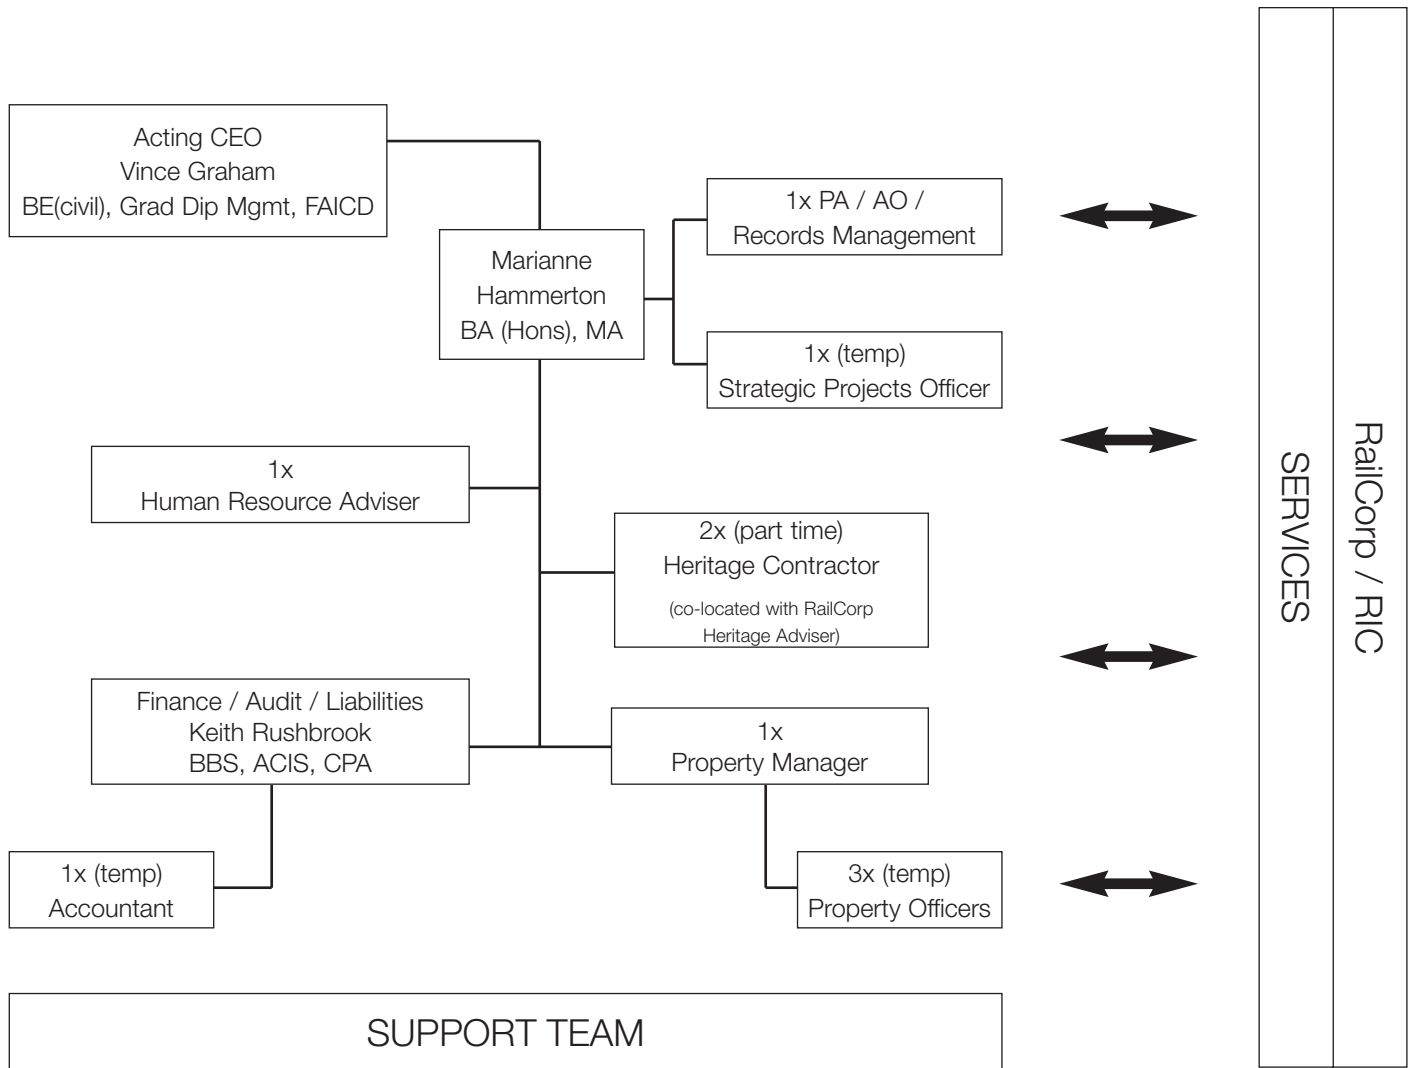 Acting CEO
Vince Graham
BE(civil), Grad Dip Mgmt, FAICD
Marianne
Hammerton
BA (Hons), MA
1x PA / AO /
Records Management
1x (temp)
Strategic Projects Officer
1x
Human Resource Adviser
2x (part time)
Heritage Contractor
(co-located with RailCorp
Heritage Adviser)
Finance / Audit / Liabilities
Keith Rushbrook
BBS, ACIS, CPA
1x
Property Manager
1x (temp)
Accountant
3x (temp)
Property Officers
SUPPORT TEAM
SERVICES
RailCorp / RIC